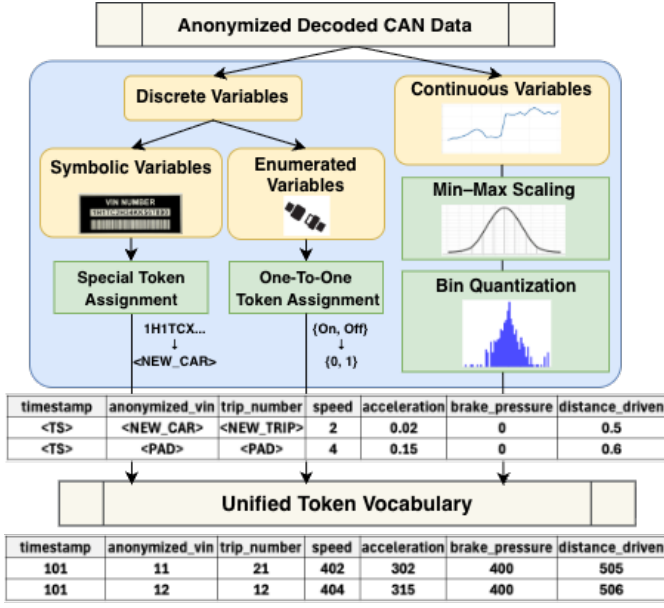 Anonymized Decoded CAN Data
Discrete Variables
Continuous Variables
Symbolic Variables
VIN NUMBER
Enumerated
Variables
Min–Max Scaling
Special Token
Assignment
One-To-One
Token Assignment
Bin Quantization
1H1TCX...
↓
<NEW_CAR>
{On, Off}
↓
{0, 1}
timestamp anonymized_vin trip_number speed acceleration brake_pressure distance_driven
<TS> <NEW_CAR> <NEW_TRIP> 2 0.02 0 0.5
<TS> <PAD> <PAD> 4 0.15 0 0.6
Unified Token Vocabulary
timestamp anonymized_vin trip_number speed acceleration brake_pressure distance_driven
101 11 21 402 302 400 505
101 12 12 404 315 400 506